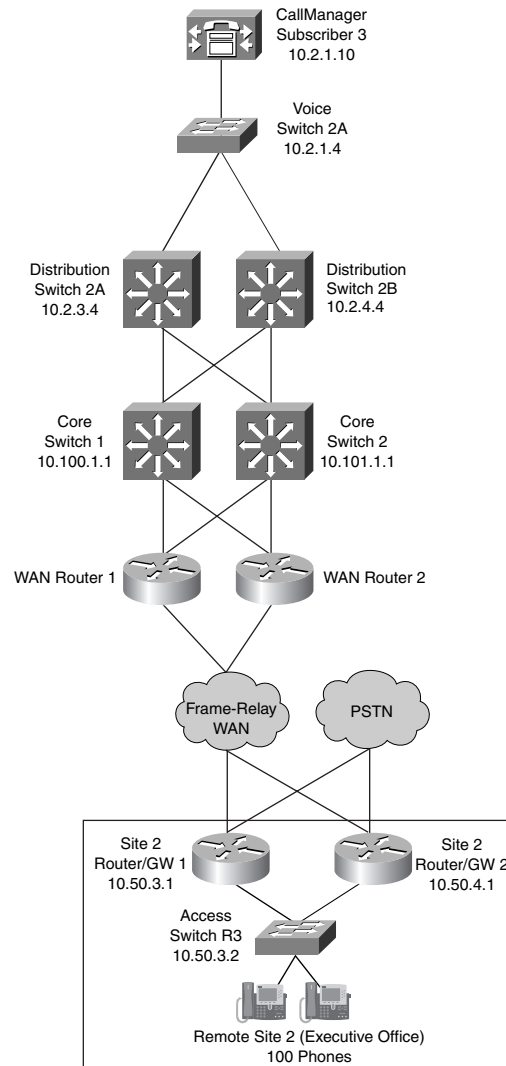 CallManager
Subscriber 3
10.2.1.10
Voice
Switch 2A
10.2.1.4
Distribution
Switch 2A
10.2.3.4
Distribution
Switch 2B
10.2.4.4
Core
Switch 1
10.100.1.1
Core
Switch 2
10.101.1.1
WAN Router 1
WAN Router 2
Frame-Relay
WAN
PSTN
Site 2
Router/GW 1
10.50.3.1
Site 2
Router/GW 2
10.50.4.1
Access
Switch R3
10.50.3.2
Remote Site 2 (Executive Office)
100 Phones